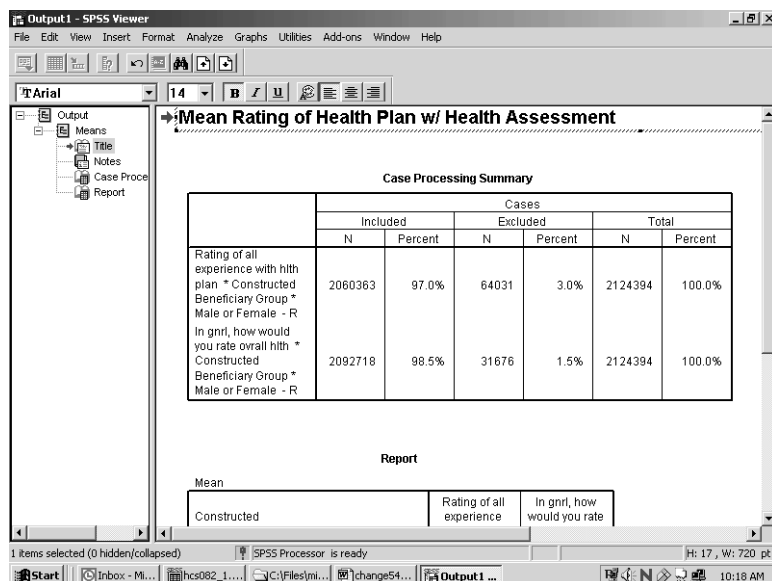 Output1 - SPSS Viewer
File Edit View Insert Format Analyze Graphs Utilities Add-ons Window Help
Arial 14 B I U
Output
Means
Title
Notes
Case Proce
Report
Mean Rating of Health Plan w/ Health Assessment
Case Processing Summary
Cases
Included Excluded Total
N Percent N Percent N Percent
Rating of all
experience with hlth
plan * Constructed
Beneficiary Group *
Male or Female - R
2060363 97.0% 64031 3.0% 2124394 100.0%
In gnrl, how would
you rate ovrall hlth *
Constructed
Beneficiary Group *
Male or Female - R
2092718 98.5% 31676 1.5% 2124394 100.0%
Report
Mean
Constructed
Rating of all
experience
In gnrl, how
would you rate
1 items selected (0 hidden/collapsed) SPSS Processor is ready H: 17 , W: 720 pt
Start Inbox - Mi... hcs082_1.... C:\Files\mi... change54... Output1 ... 10:18 AM